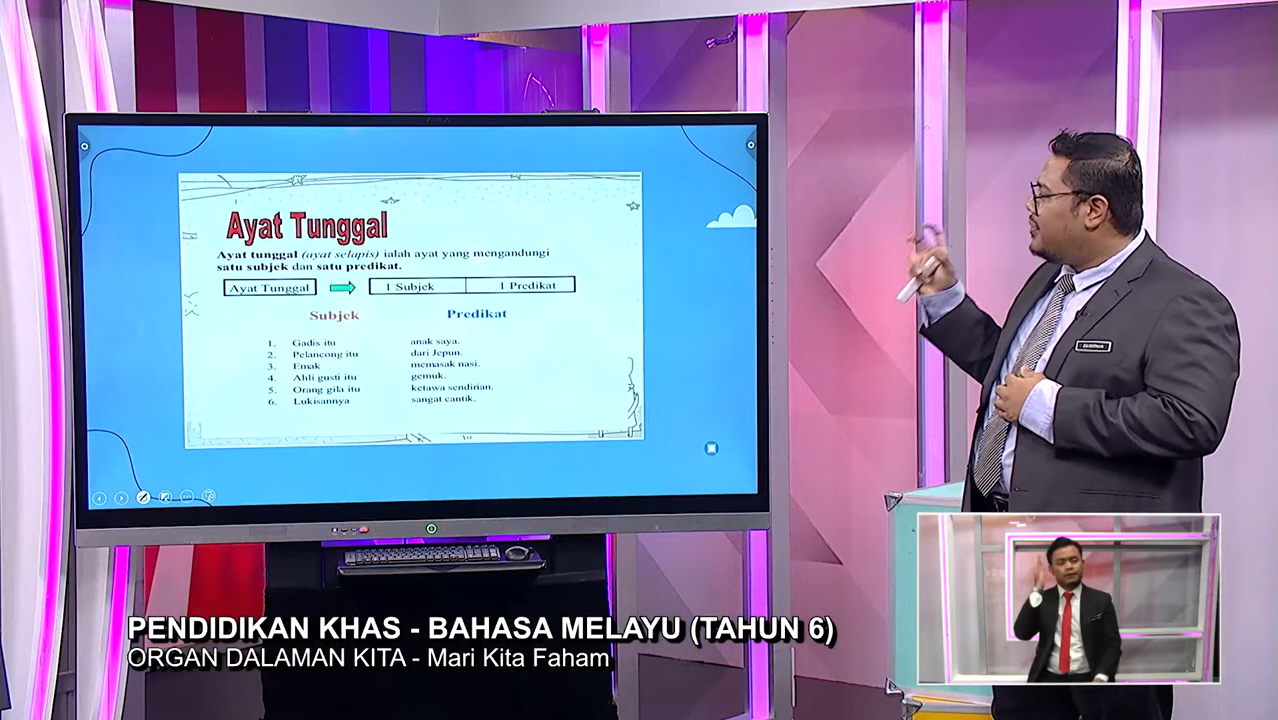 Ayat Tunggal
Ayat tunggal (ayat selapis) ialah ayat yang mengandungi
satu subjek dan satu predikat.
Ayat Tunggal 1 Subjek 1 Predikat
Subjek Predikat
1. Gadis itu anak saya.
2. Pelancong itu dari Jepun.
3. Emak memasak nasi.
4. Ahli gusti itu gemuk.
5. Orang gila itu ketawa sendirian.
6. Lukisannya sangat cantik.
PENDIDIKAN KHAS - BAHASA MELAYU (TAHUN 6)
ORGAN DALAMAN KITA - Mari Kita Faham